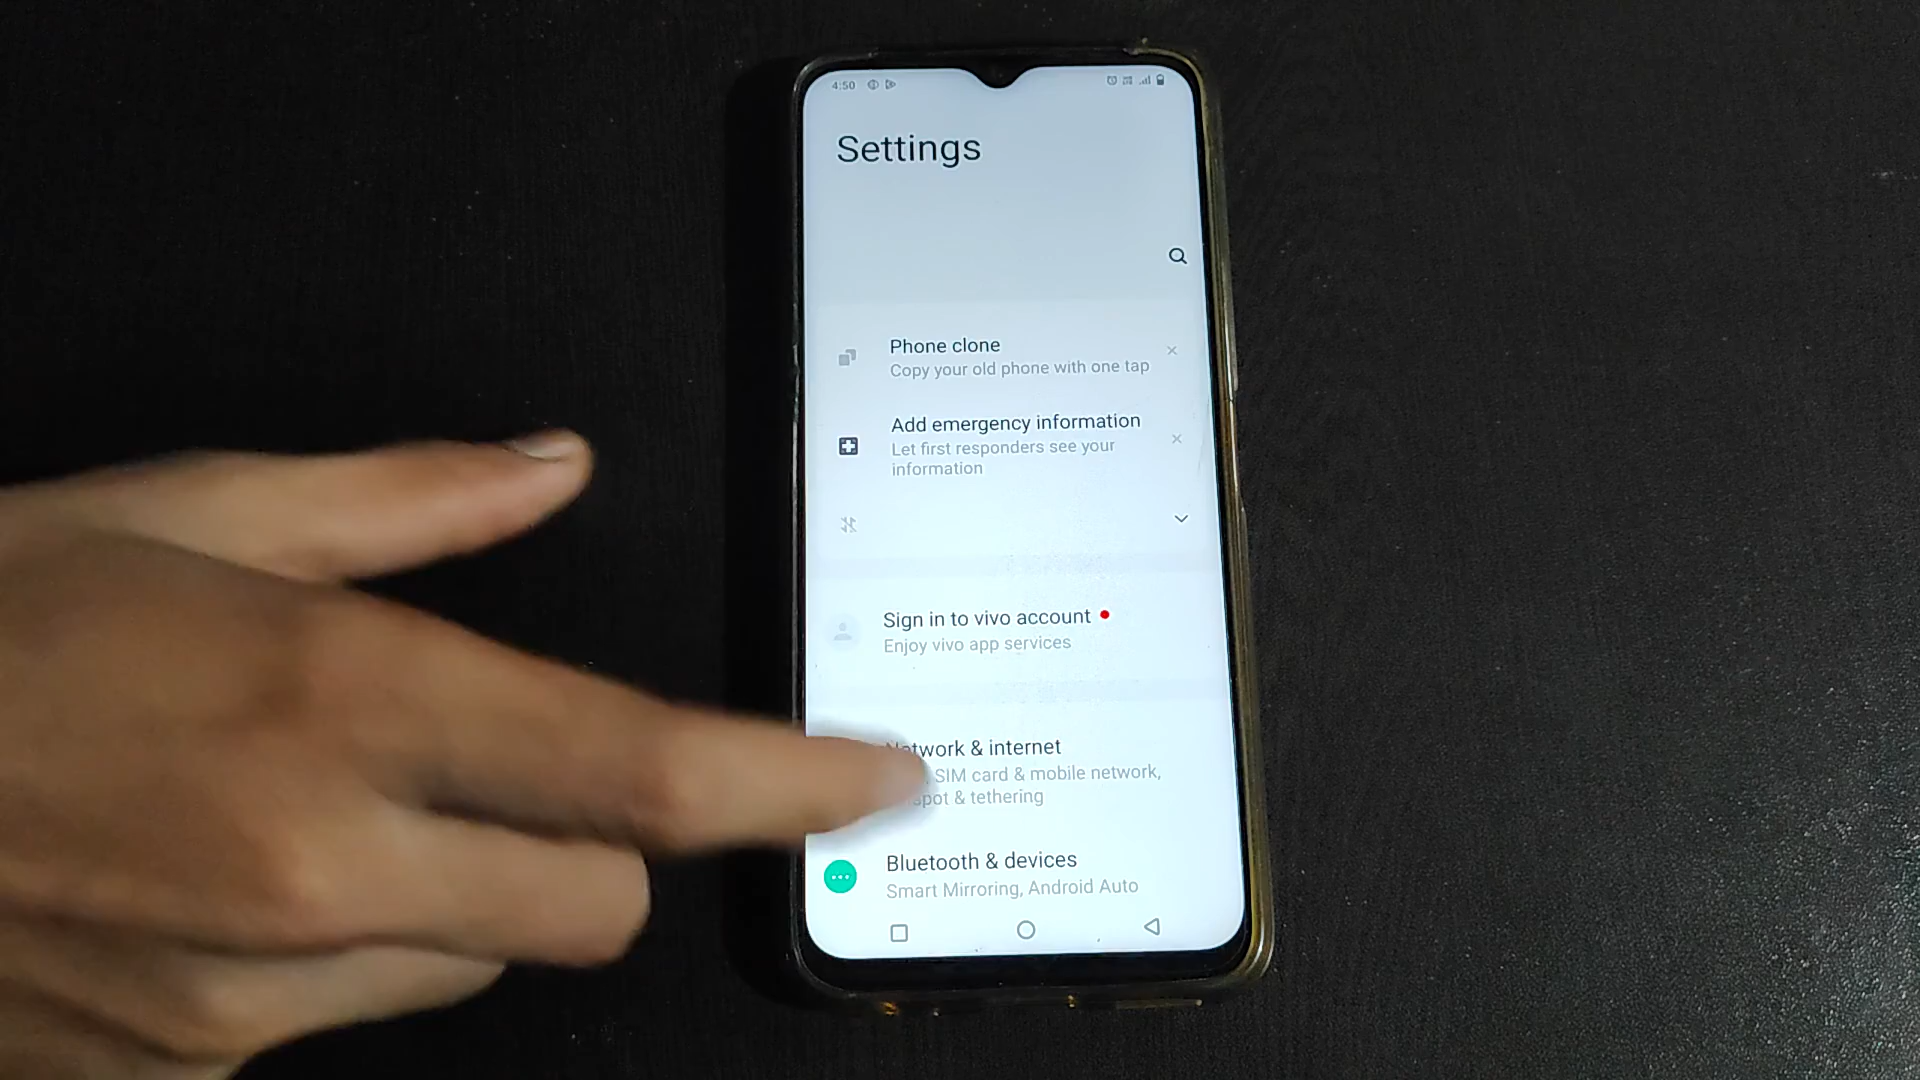 4:50
Settings
Phone clone
Copy your old phone with one tap
Add emergency information
Let first responders see your
information
Sign in to vivo account
Enjoy vivo app services
Network & internet
SIM card & mobile network,
spot & tethering
Bluetooth & devices
Smart Mirroring, Android Auto